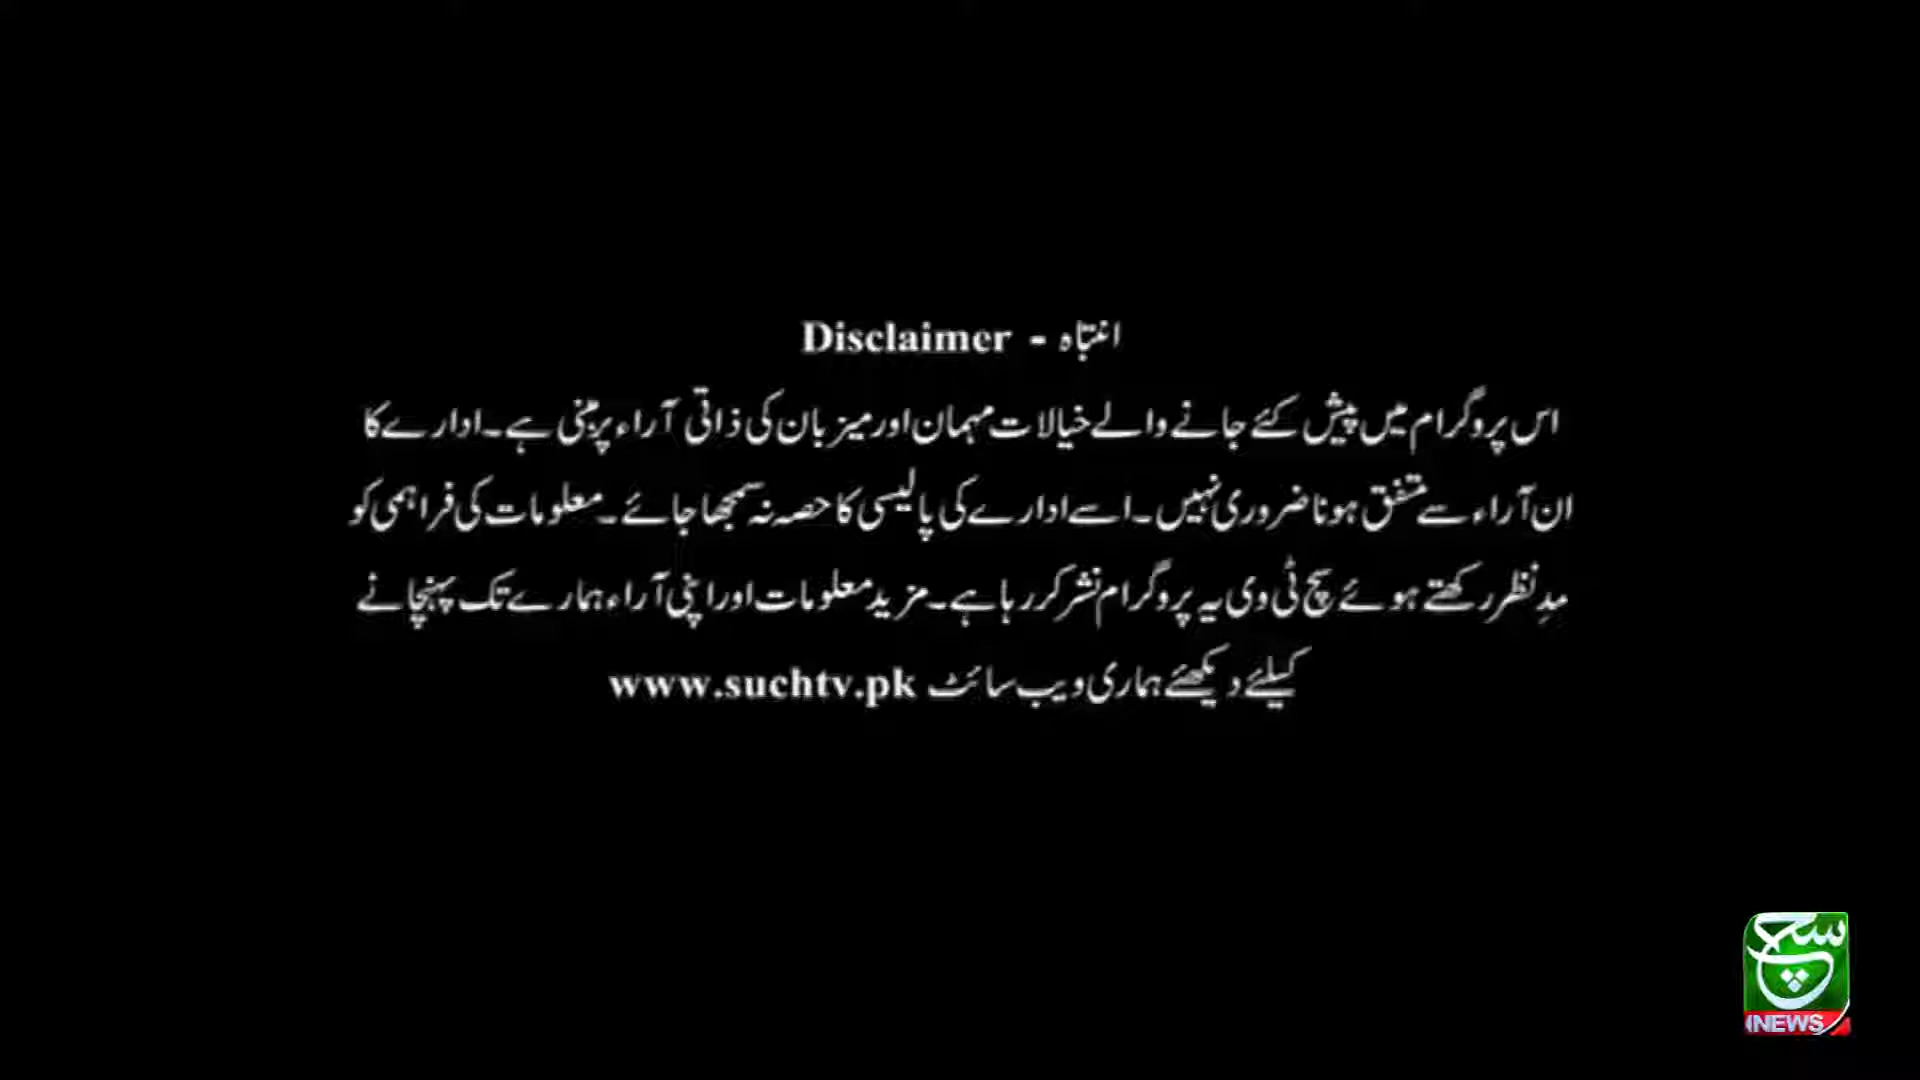 انتباہ - Disclaimer
اس پروگرام میں پیش کئے جانے والے خیالات مہمان اور میزبان کی ذاتی آراء پر مبنی ہے۔ ادارے کا
ان آراء سے متفق ہونا ضروری نہیں۔ اسے ادارے کی پالیسی کا حصہ نہ سمجھا جائے۔ معلومات کی فراہمی کو
مدِنظر رکھتے ہوئے سچ ٹی وی یہ پروگرام نشر کر رہا ہے۔ مزید معلومات اور اپنی آراء ہمارے تک پہنچانے
کیلئے دیکھئے ہماری ویب سائٹ www.suchtv.pk
سچ
NEWS